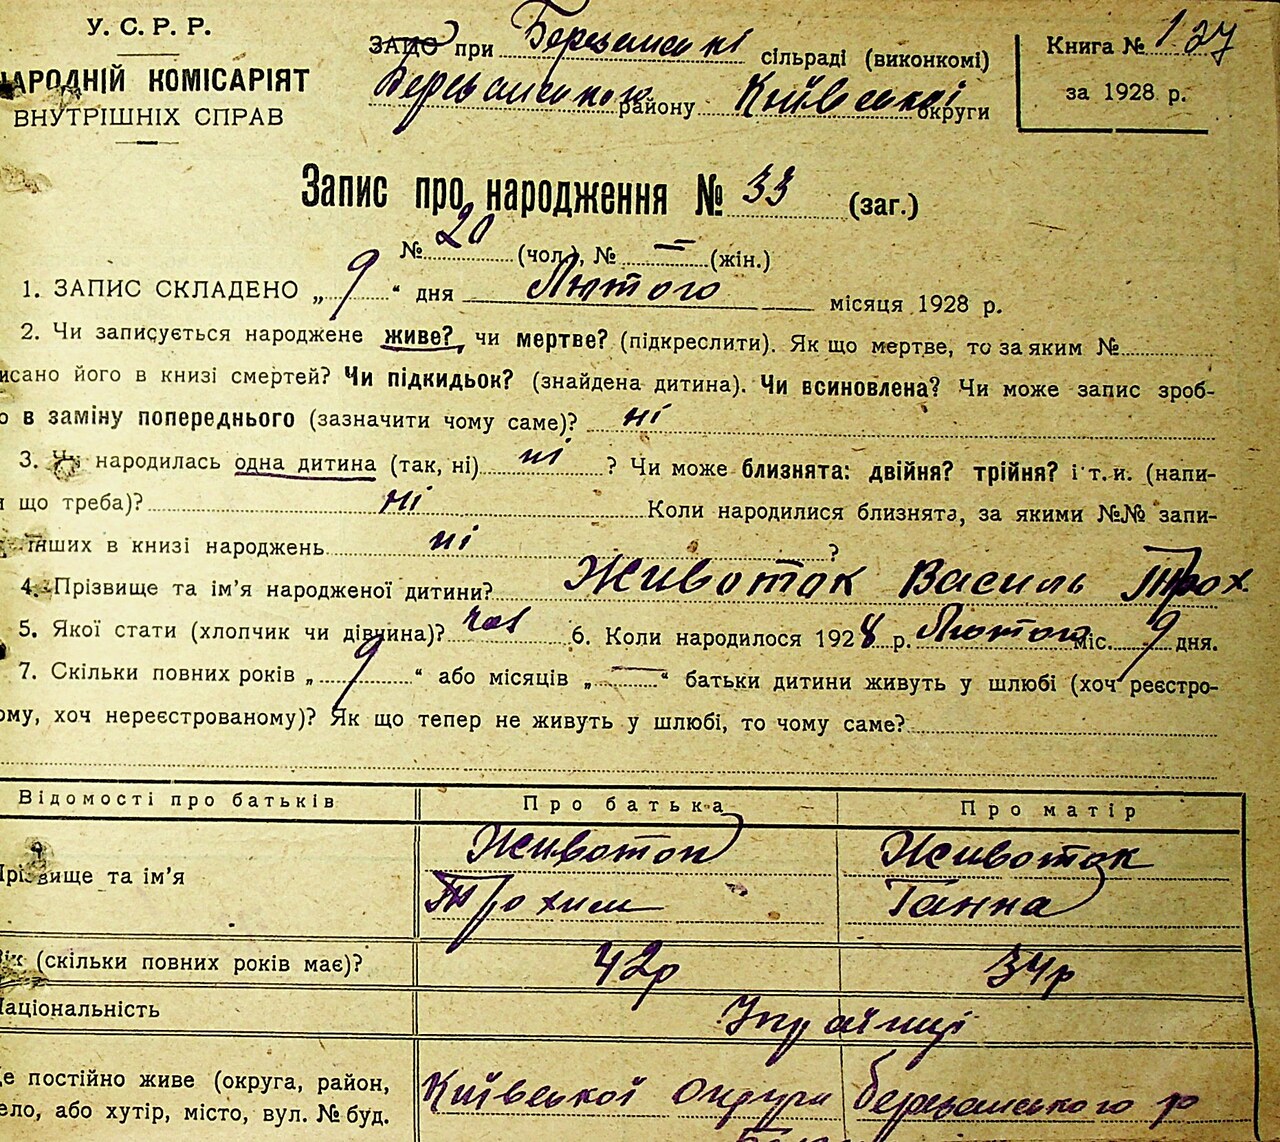 У. С. Р. Р.
НАРОДНІЙ КОМІСАРІЯТ
ВНУТРІШНІХ СПРАВ
ЗАПС при Березанські сільраді (виконкомі)
Березанського району Київської округи
Книга № 127
за 1928 р.
Запис про народження № 33 (заг.)
№ 20 (чол.), № — (жін.)
1. ЗАПИС СКЛАДЕНО „ 9 “ дня Лютого місяця 1928 р.
2. Чи записується народжене живе? чи мертве? (підкреслити). Як що мертве, то за яким №
исано його в книзі смертей? Чи підкидьок? (знайдена дитина). Чи всиновлена? Чи може запис зроб-
о в заміну попереднього (зазначити чому саме)? ні
3. Чи народилась одна дитина (так, ні) ні ? Чи може близнята: двійня? трійня? і т. и. (напи-
и що треба)? ні Коли народилися близнята, за якими №№ запи-
інших в книзі народжень ні ?
4. Прізвище та ім’я народженої дитини? Животок Василь Трох
5. Якої стати (хлопчик чи дівчина)? чол 6. Коли народилося 1928 р. Лютого міс. 9 дня.
7. Скільки повних років „ 9 “ або місяців „ — “ батьки дитини живуть у шлюбі (хоч реєстро-
ому, хоч нереєстрованому)? Як що тепер не живуть у шлюбі, то чому саме?
Відомості про батьків Про батька Про матір
Прізвище та ім’я Животок Животок
Трохим Ганна
Вік (скільки повних років має)? 42р 34р
Національність Українці
е постійно живе (округа, район, Київської округи Березанського р
ело, або хутір, місто, вул. № буд.